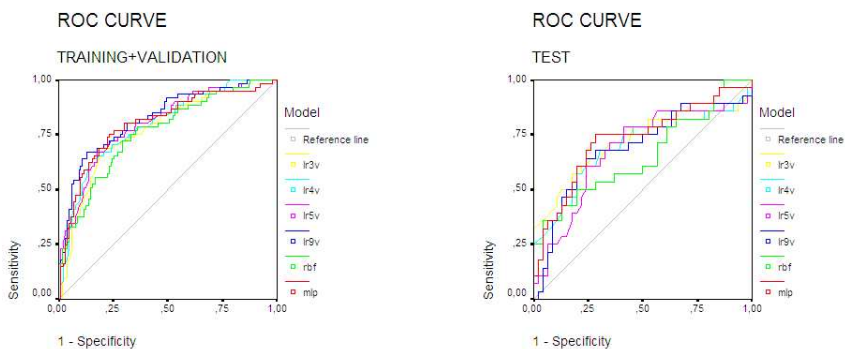 ROC CURVE
TRAINING+VALIDATION
1,00
,75
,50
,25
0,00
0,00
,25
,50
,75
1,00
Sensitivity
1 - Specificity
Model
Reference line
lr3v
lr4v
lr5v
lr9v
rbf
mlp
ROC CURVE
TEST
1,00
,75
,50
,25
0,00
0,00
,25
,50
,75
1,00
Sensitivity
1 - Specificity
Model
Reference line
lr3v
lr4v
lr5v
lr9v
rbf
mlp